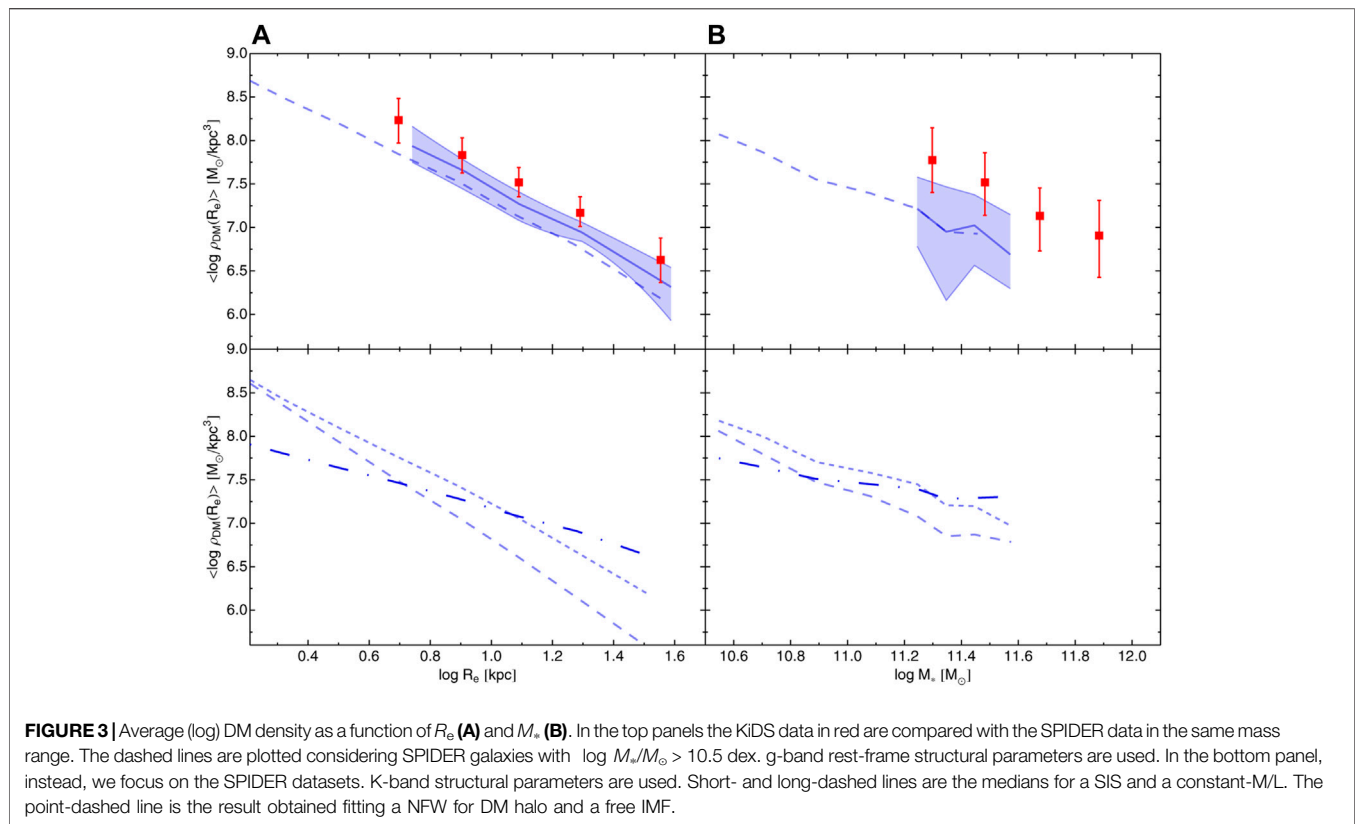 A
B
9.0
8.5
8.0
7.5
7.0
6.5
6.0
<log ρDM(Re)> [M⊙/kpc³]
9.0
8.5
8.0
7.5
7.0
6.5
6.0
<log ρDM(Re)> [M⊙/kpc³]
0.4 0.6 0.8 1.0 1.2 1.4 1.6
log Re [kpc]
10.6 10.8 11.0 11.2 11.4 11.6 11.8 12.0
log M* [M⊙]
FIGURE 3 | Average (log) DM density as a function of Re (A) and M* (B). In the top panels the KiDS data in red are compared with the SPIDER data in the same mass
range. The dashed lines are plotted considering SPIDER galaxies with log M*/M⊙ > 10.5 dex. g-band rest-frame structural parameters are used. In the bottom panel,
instead, we focus on the SPIDER datasets. K-band structural parameters are used. Short- and long-dashed lines are the medians for a SIS and a constant-M/L. The
point-dashed line is the result obtained fitting a NFW for DM halo and a free IMF.